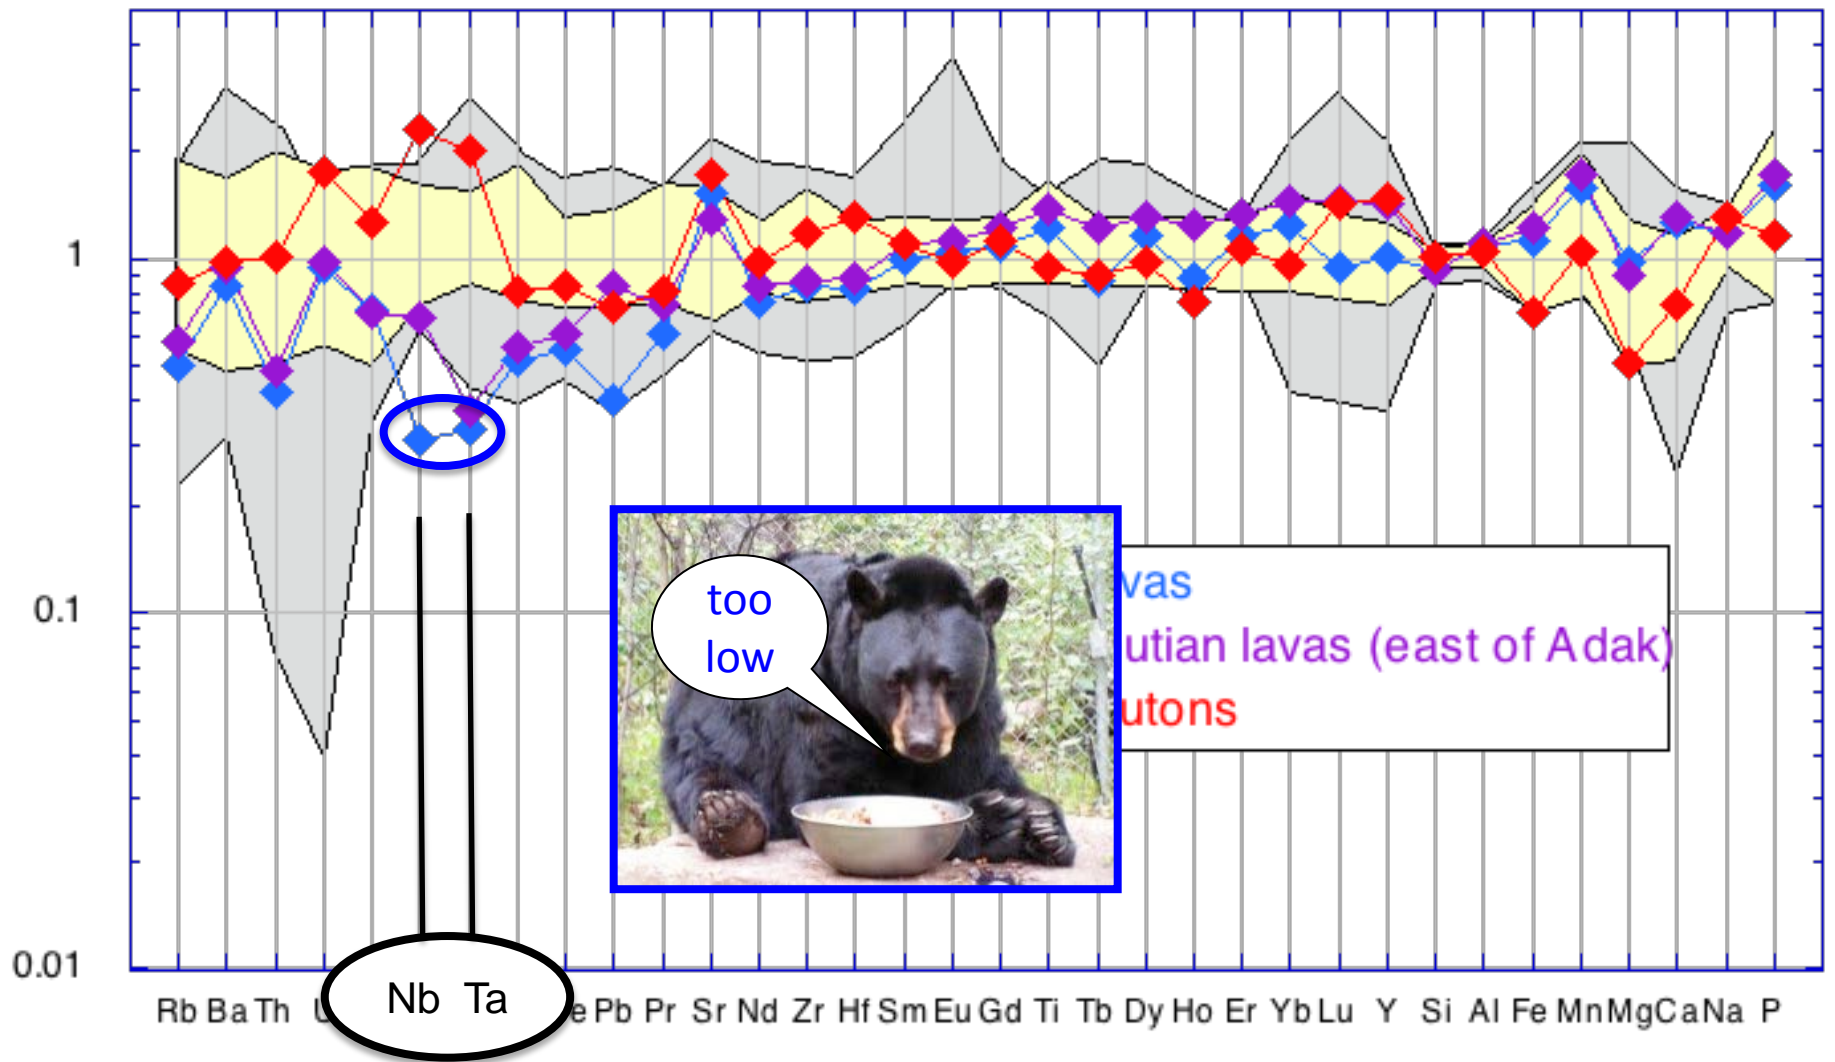 1
0.1
0.01
too
low
vas
utian lavas (east of Adak)
utons
Nb Ta
Rb Ba Th U e Pb Pr Sr Nd Zr Hf Sm Eu Gd Ti Tb Dy Ho Er Yb Lu Y Si Al Fe Mn Mg Ca Na P